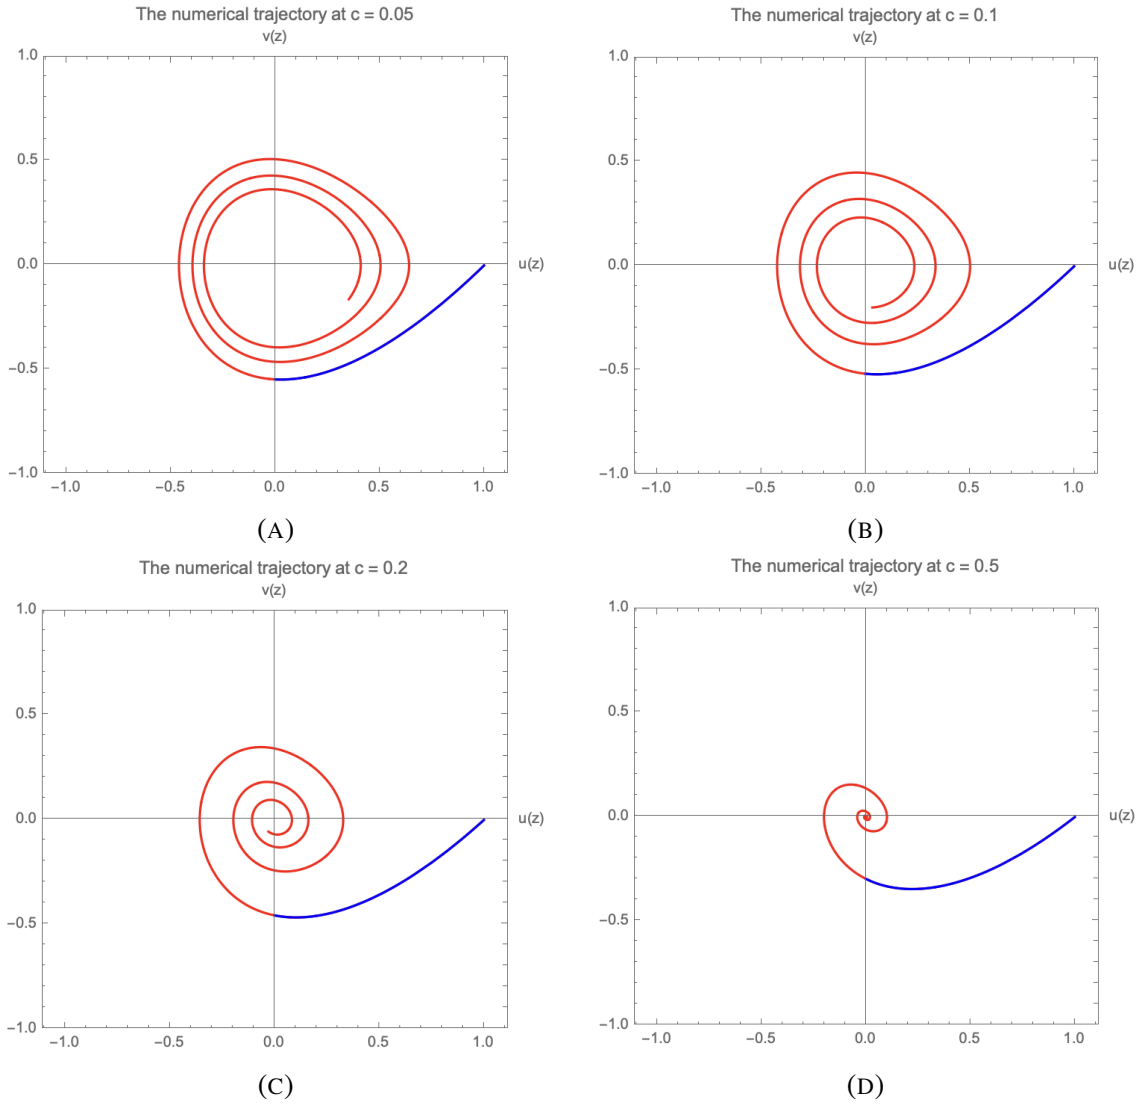 The numerical trajectory at c = 0.05
v(z)
1.0
0.5
0.0
u(z)
−0.5
−1.0
−1.0 −0.5 0.0 0.5 1.0
(A)
The numerical trajectory at c = 0.1
v(z)
1.0
0.5
0.0
u(z)
−0.5
−1.0
−1.0 −0.5 0.0 0.5 1.0
(B)
The numerical trajectory at c = 0.2
v(z)
1.0
0.5
0.0
u(z)
−0.5
−1.0
−1.0 −0.5 0.0 0.5 1.0
(C)
The numerical trajectory at c = 0.5
v(z)
1.0
0.5
0.0
u(z)
−0.5
−1.0
−1.0 −0.5 0.0 0.5 1.0
(D)